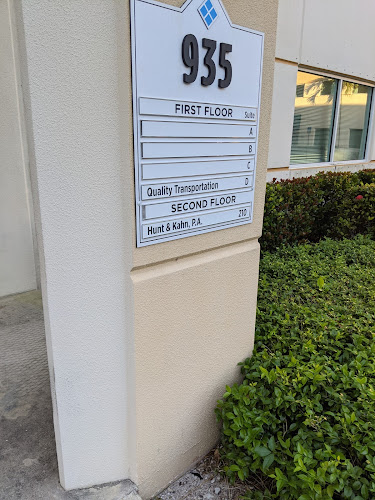 935
FIRST FLOOR Suite
A
B
C
Quality Transportation D
SECOND FLOOR
Hunt & Kahn, P.A. 210